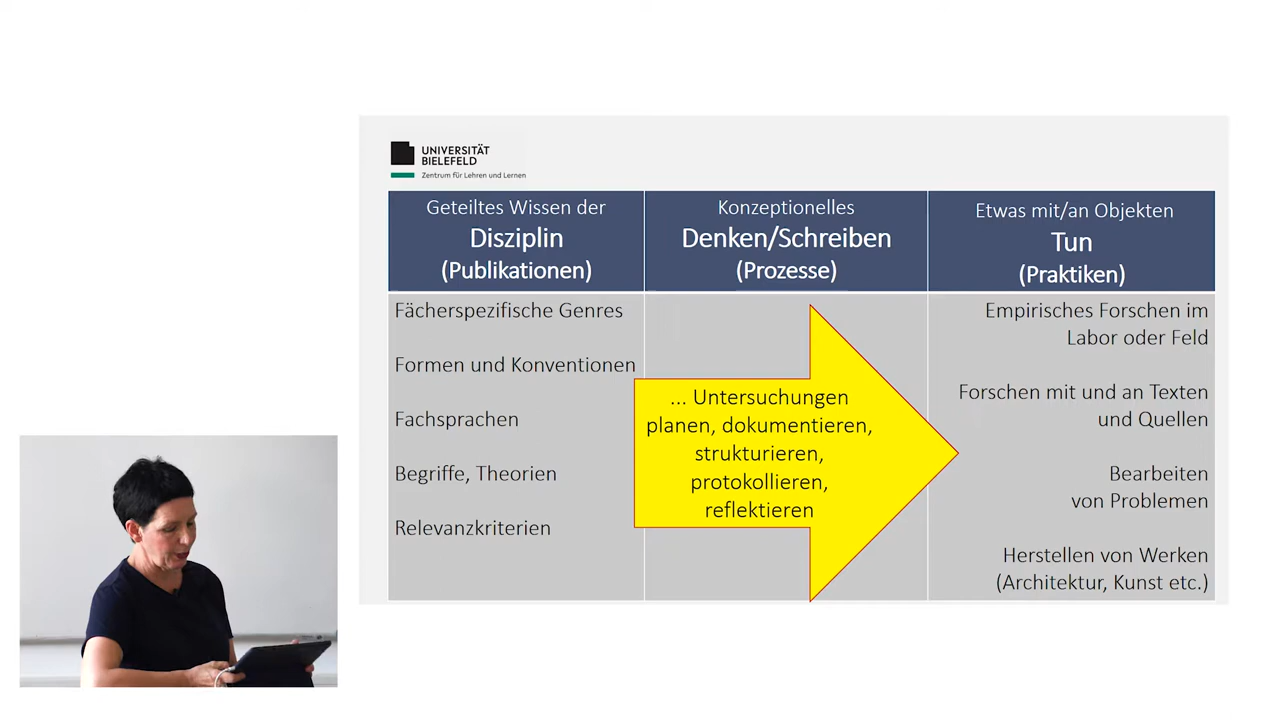 UNIVERSITÄT
BIELEFELD
Zentrum für Lehren und Lernen
Geteiltes Wissen der
Disziplin
(Publikationen)
Konzeptionelles
Denken/Schreiben
(Prozesse)
Etwas mit/an Objekten
Tun
(Praktiken)
Fächerspezifische Genres
Formen und Konventionen
Fachsprachen
Begriffe, Theorien
Relevanzkriterien
... Untersuchungen
planen, dokumentieren,
strukturieren,
protokollieren,
reflektieren
Empirisches Forschen im
Labor oder Feld
Forschen mit und an Texten
und Quellen
Bearbeiten
von Problemen
Herstellen von Werken
(Architektur, Kunst etc.)